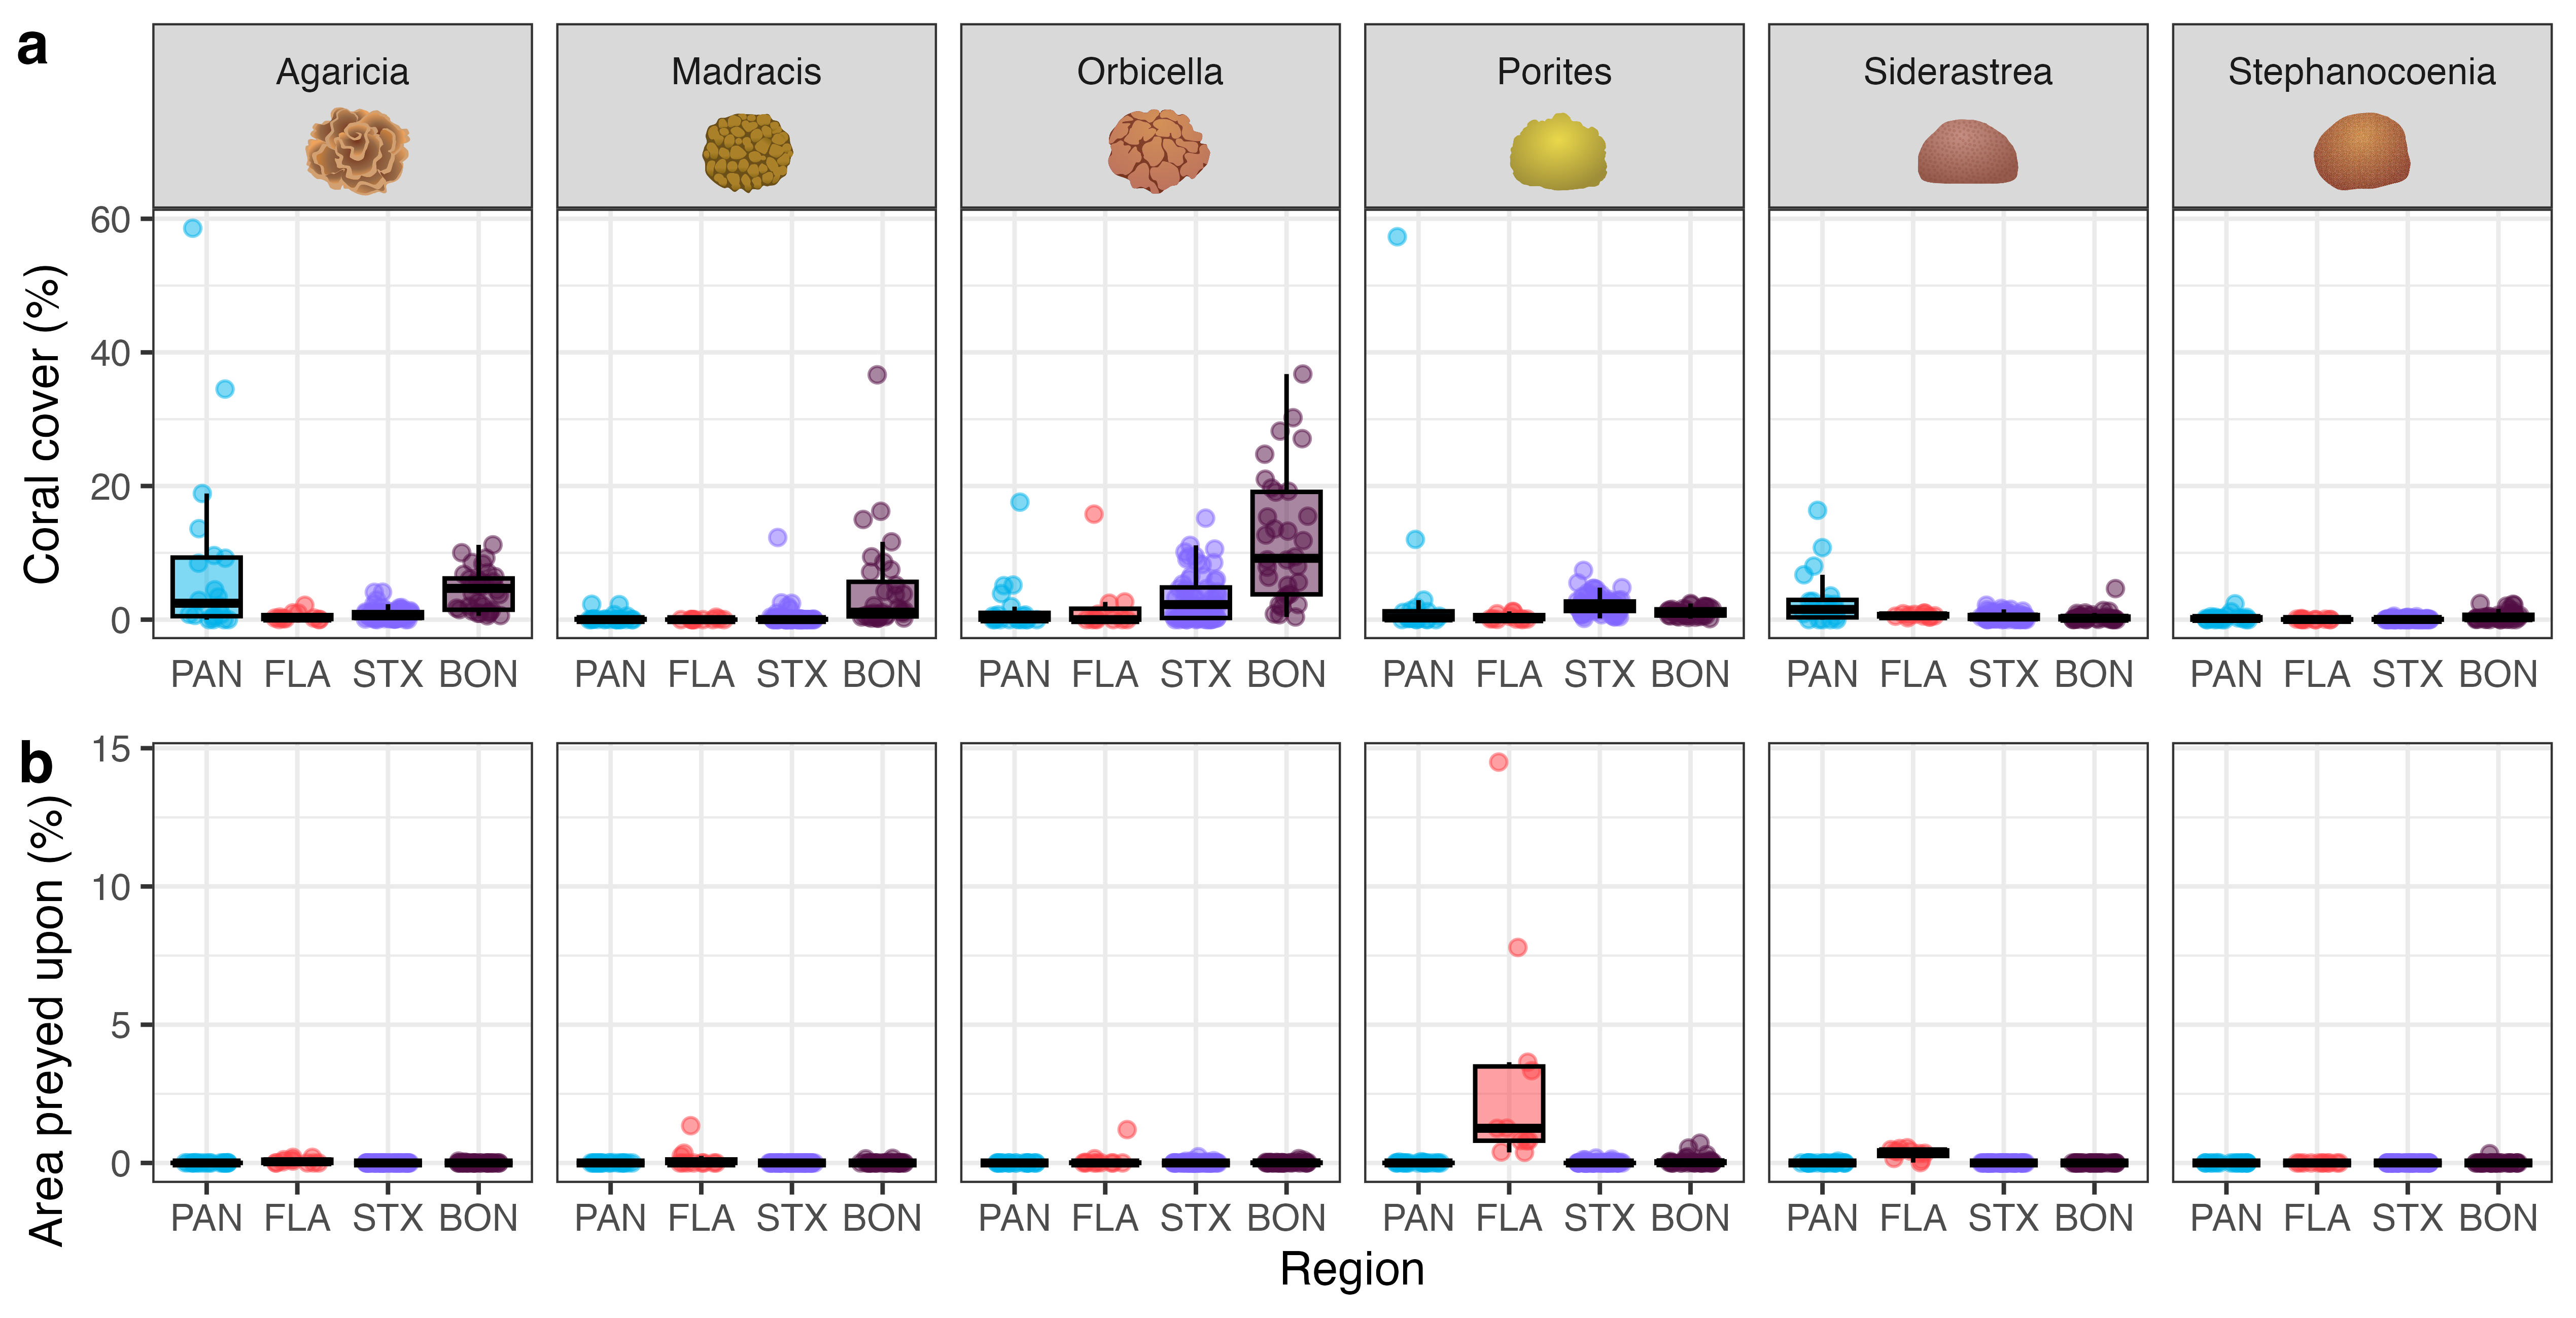 a
Agaricia Madracis Orbicella Porites Siderastrea Stephanocoenia
Coral cover (%)
60
40
20
0
PAN FLA STX BON PAN FLA STX BON PAN FLA STX BON PAN FLA STX BON PAN FLA STX BON PAN FLA STX BON
b
Area preyed upon (%)
15
10
5
0
PAN FLA STX BON PAN FLA STX BON PAN FLA STX BON PAN FLA STX BON PAN FLA STX BON PAN FLA STX BON
Region